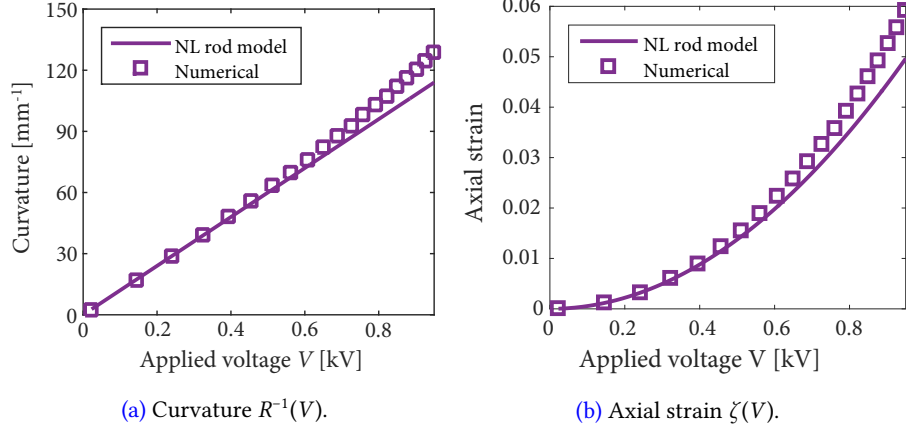 150
120
90
60
30
0
Curvature [mm⁻¹]
NL rod model
Numerical
0 0.2 0.4 0.6 0.8
Applied voltage V [kV]
(a) Curvature R⁻¹(V).
0.06
0.05
0.04
0.03
0.02
0.01
0
Axial strain
NL rod model
Numerical
0 0.2 0.4 0.6 0.8
Applied voltage V [kV]
(b) Axial strain ζ(V).